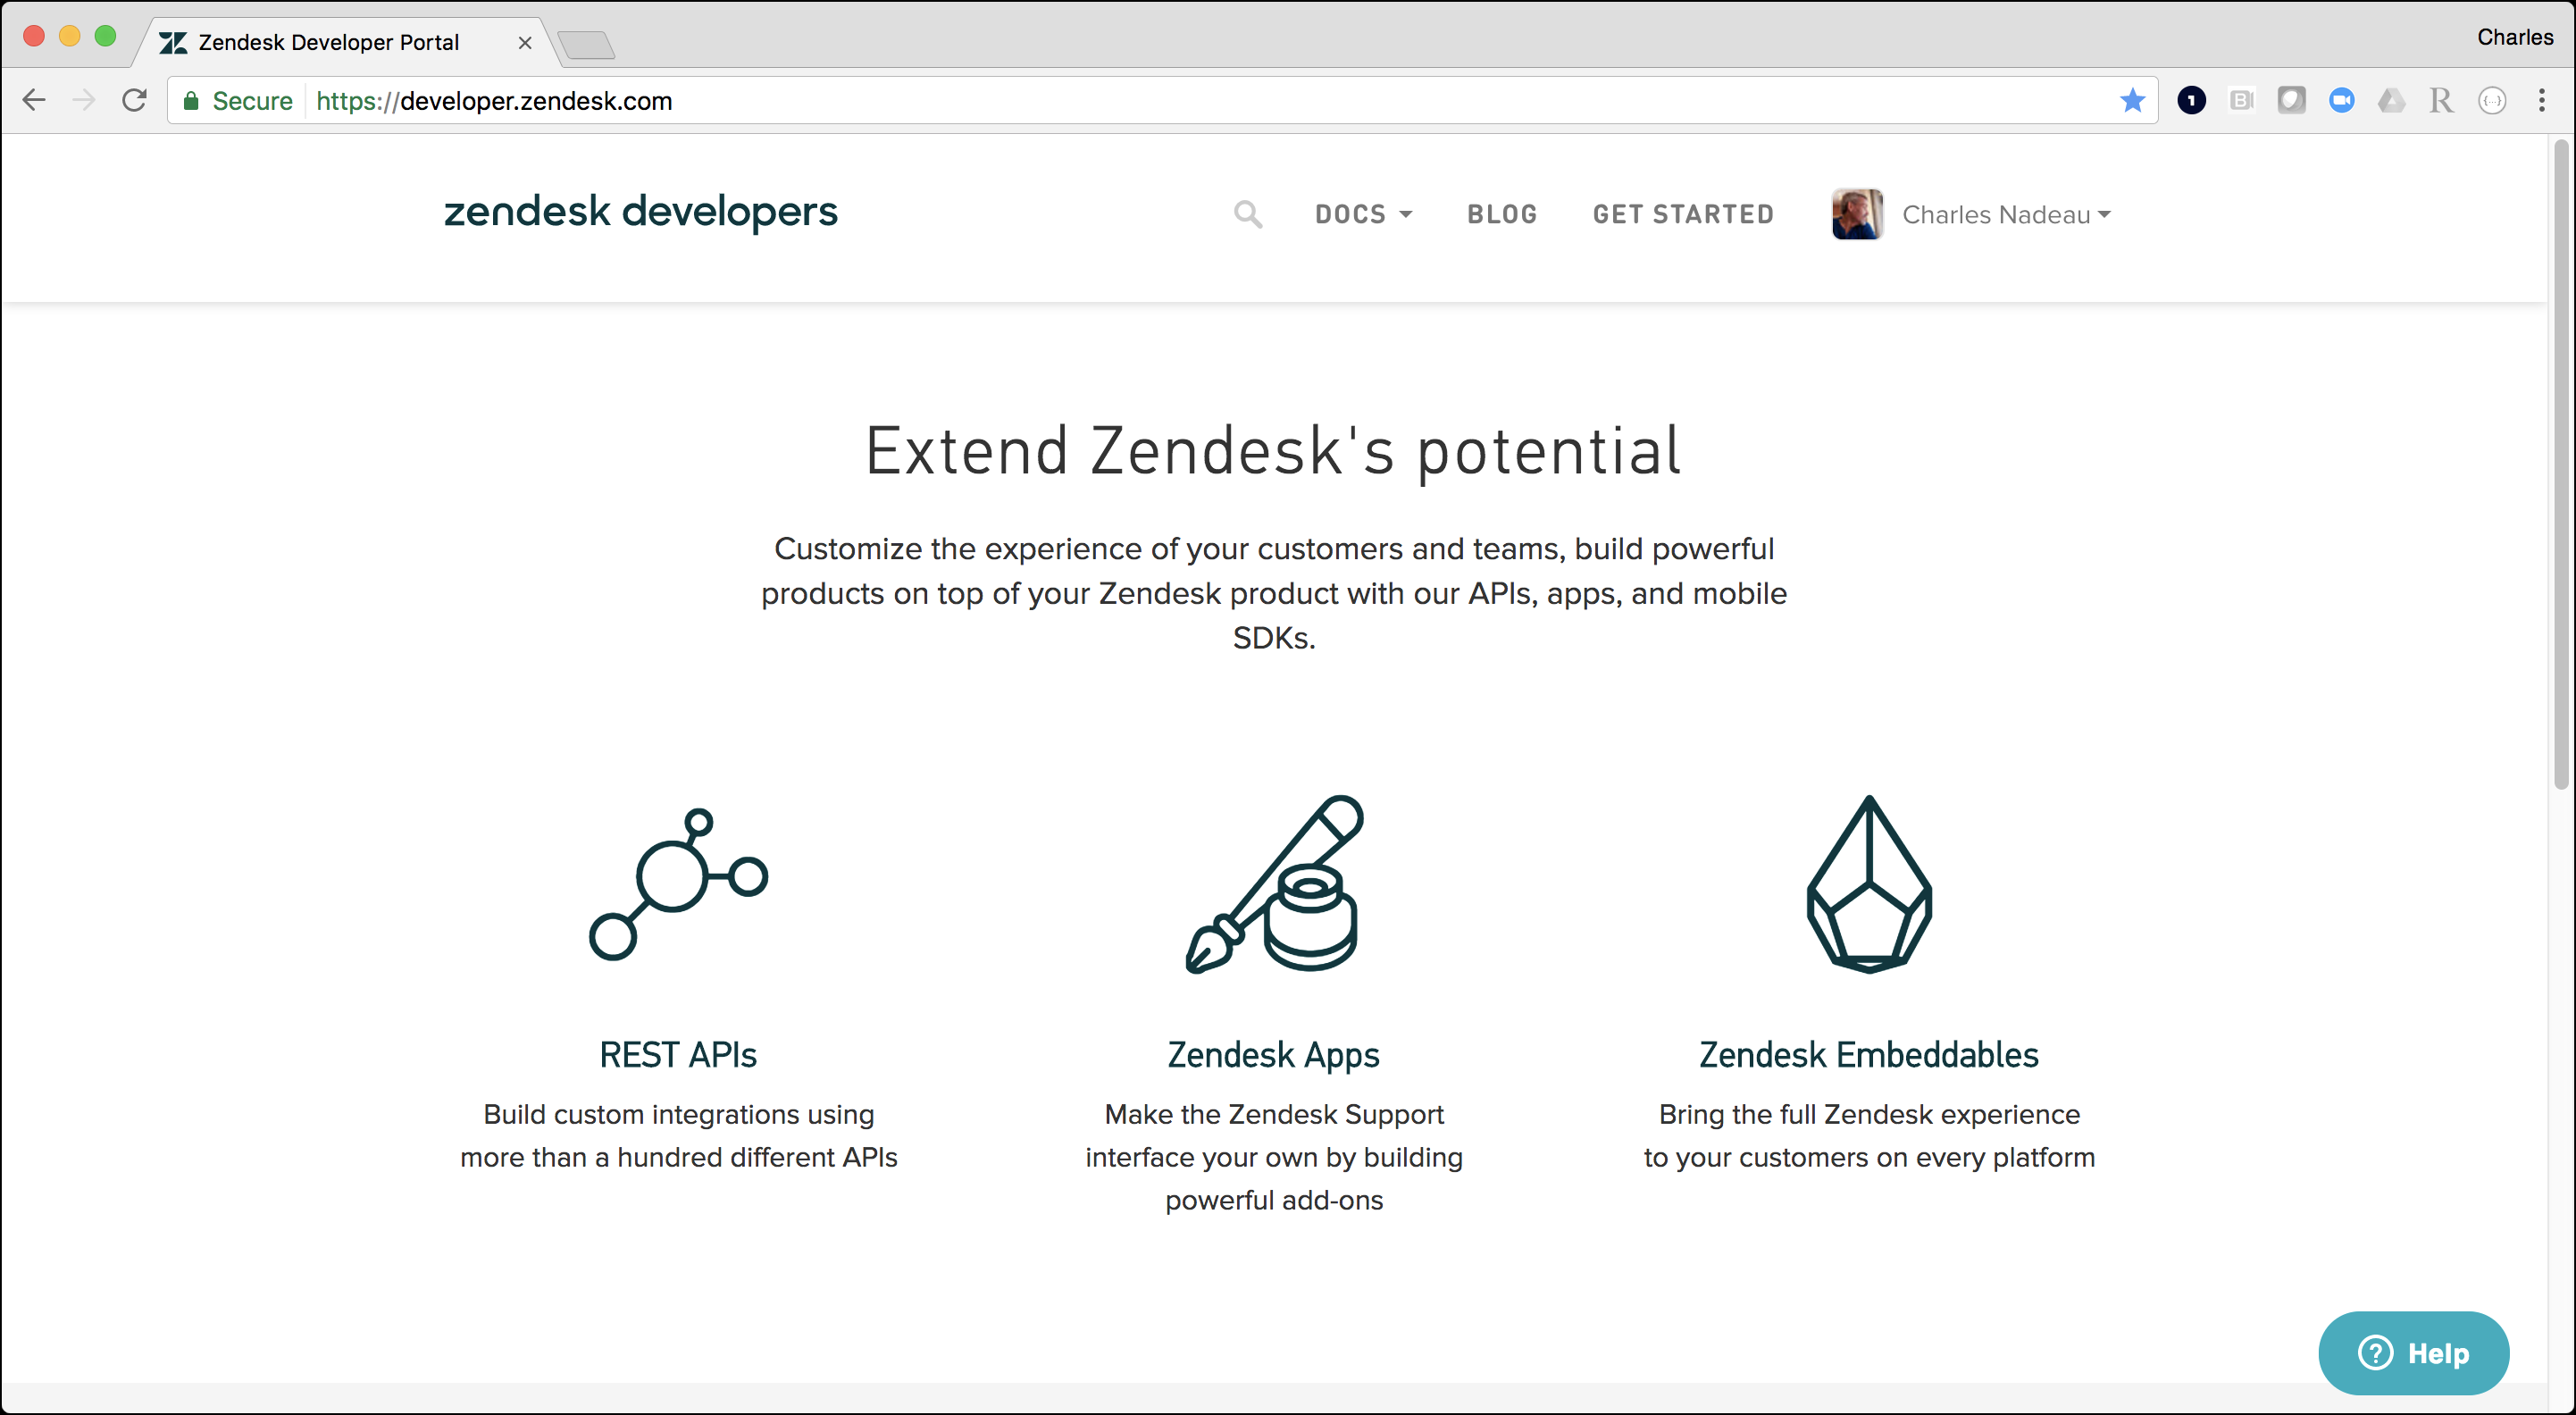 Zendesk Developer Portal
Charles
Secure https://developer.zendesk.com
zendesk developers
DOCS
BLOG
GET STARTED
Charles Nadeau
Extend Zendesk's potential
Customize the experience of your customers and teams, build powerful
products on top of your Zendesk product with our APIs, apps, and mobile
SDKs.
REST APIs
Build custom integrations using
more than a hundred different APIs
Zendesk Apps
Make the Zendesk Support
interface your own by building
powerful add-ons
Zendesk Embeddables
Bring the full Zendesk experience
to your customers on every platform
Help